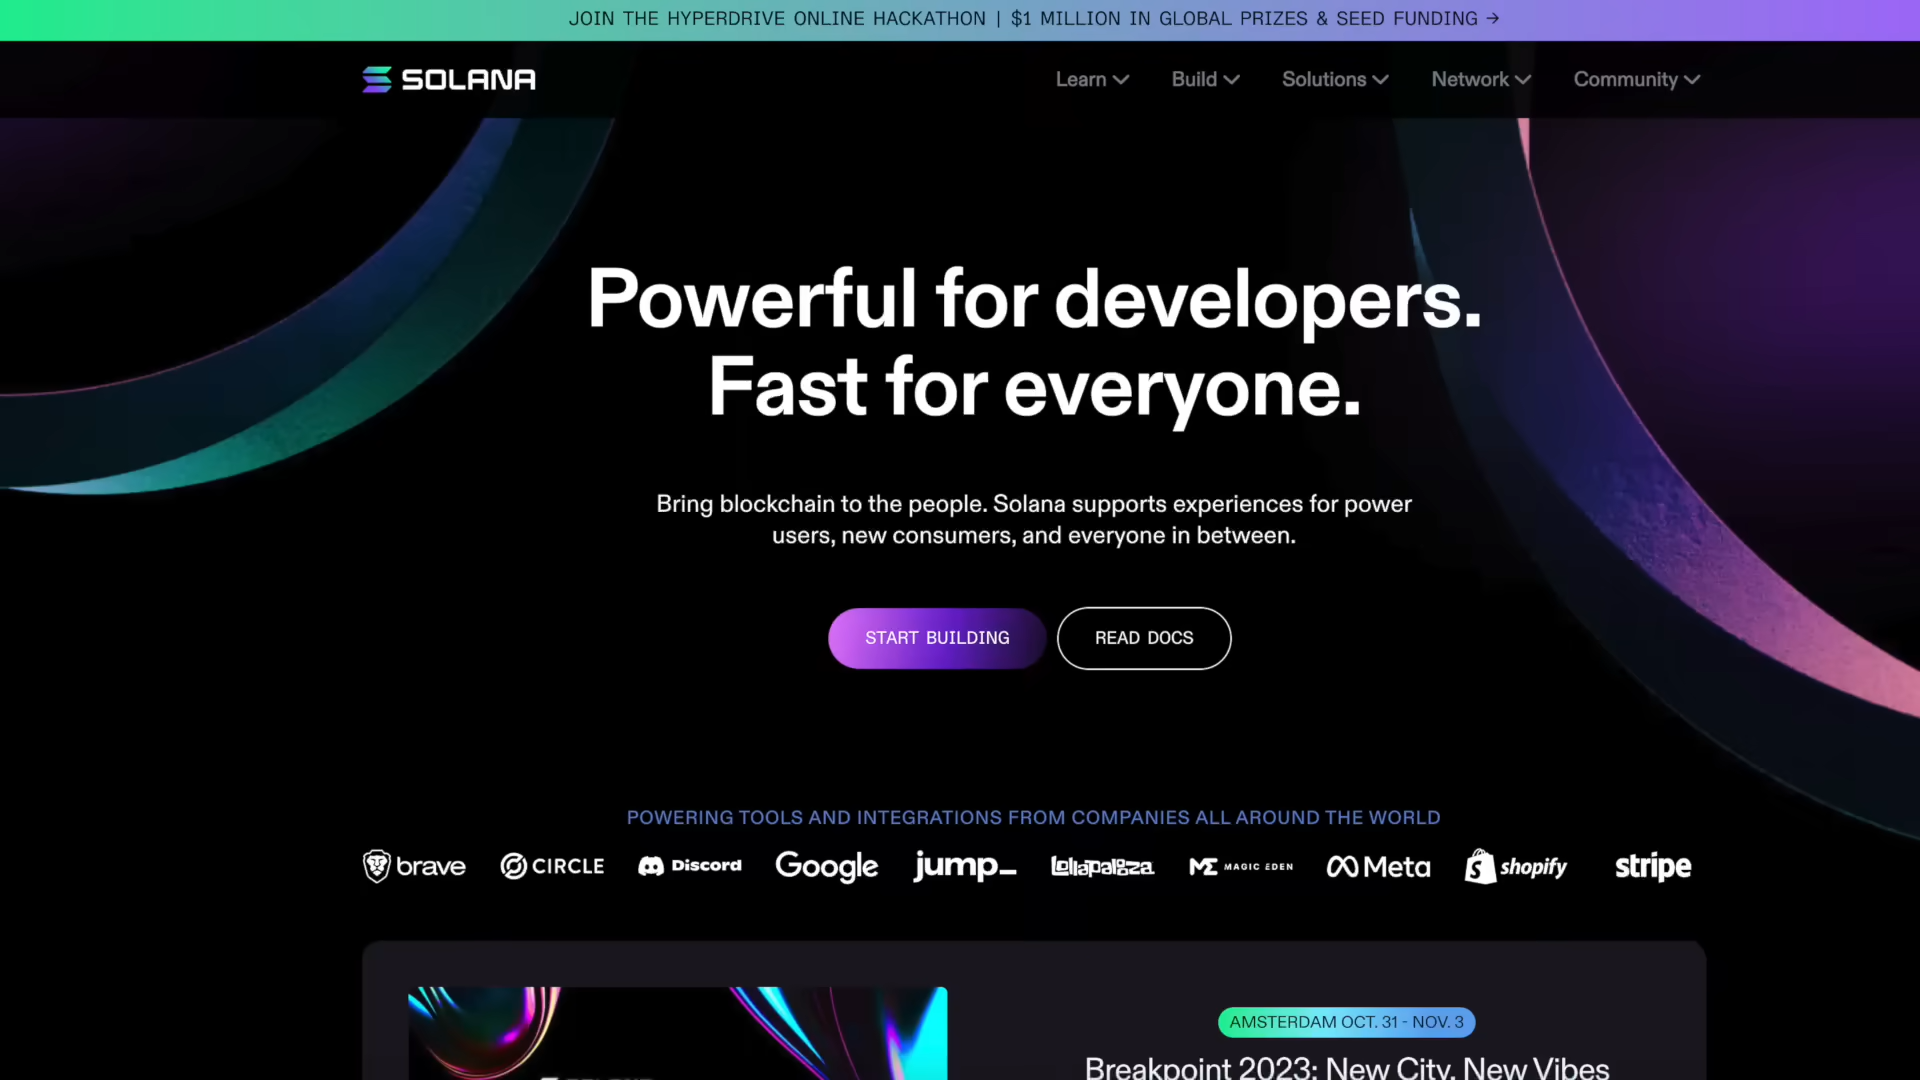 JOIN THE HYPERDRIVE ONLINE HACKATHON | $1 MILLION IN GLOBAL PRIZES & SEED FUNDING →
SOLANA
Learn Build Solutions Network Community
Powerful for developers.
Fast for everyone.
Bring blockchain to the people. Solana supports experiences for power
users, new consumers, and everyone in between.
START BUILDING READ DOCS
POWERING TOOLS AND INTEGRATIONS FROM COMPANIES ALL AROUND THE WORLD
brave CIRCLE Discord Google jump_ Lollapalooza MAGIC EDEN Meta shopify stripe
AMSTERDAM OCT. 31 - NOV. 3
Breakpoint 2023: New City, New Vibes